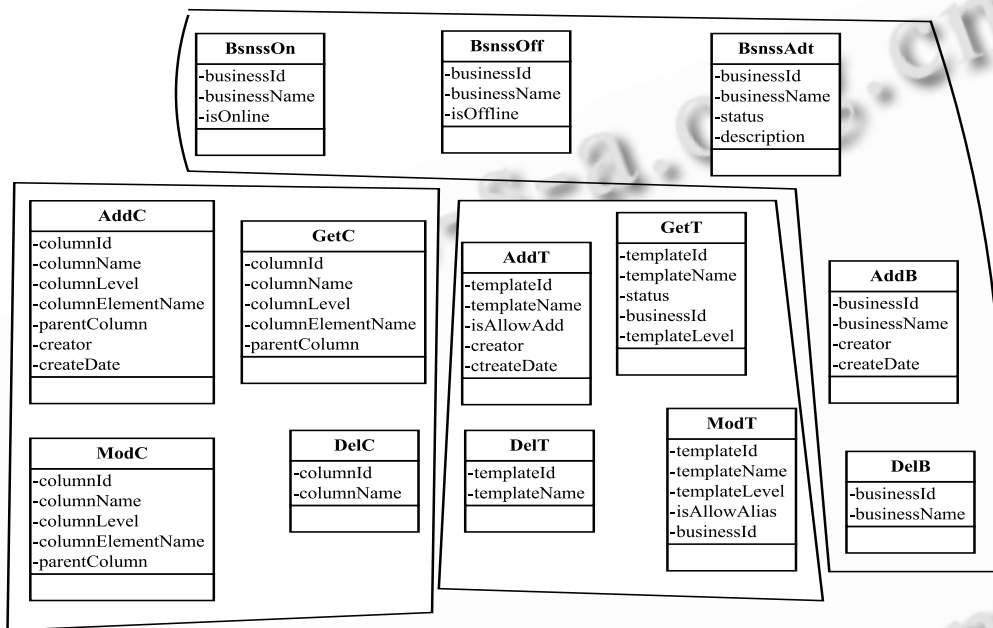 BsnssOn
-businessId
-businessName
-isOnline
BsnssOff
-businessId
-businessName
-isOffline
BsnssAdt
-businessId
-businessName
-status
-description
AddC
-columnId
-columnName
-columnLevel
-columnElementName
-parentColumn
-creator
-createDate
GetC
-columnId
-columnName
-columnLevel
-columnElementName
-parentColumn
AddT
-templateId
-templateName
-isAllowAdd
-creator
-ctreateDate
GetT
-templateId
-templateName
-status
-businessId
-templateLevel
AddB
-businessId
-businessName
-creator
-createDate
ModC
-columnId
-columnName
-columnLevel
-columnElementName
-parentColumn
DelC
-columnId
-columnName
DelT
-templateId
-templateName
ModT
-templateId
-templateName
-templateLevel
-isAllowAlias
-businessId
DelB
-businessId
-businessName